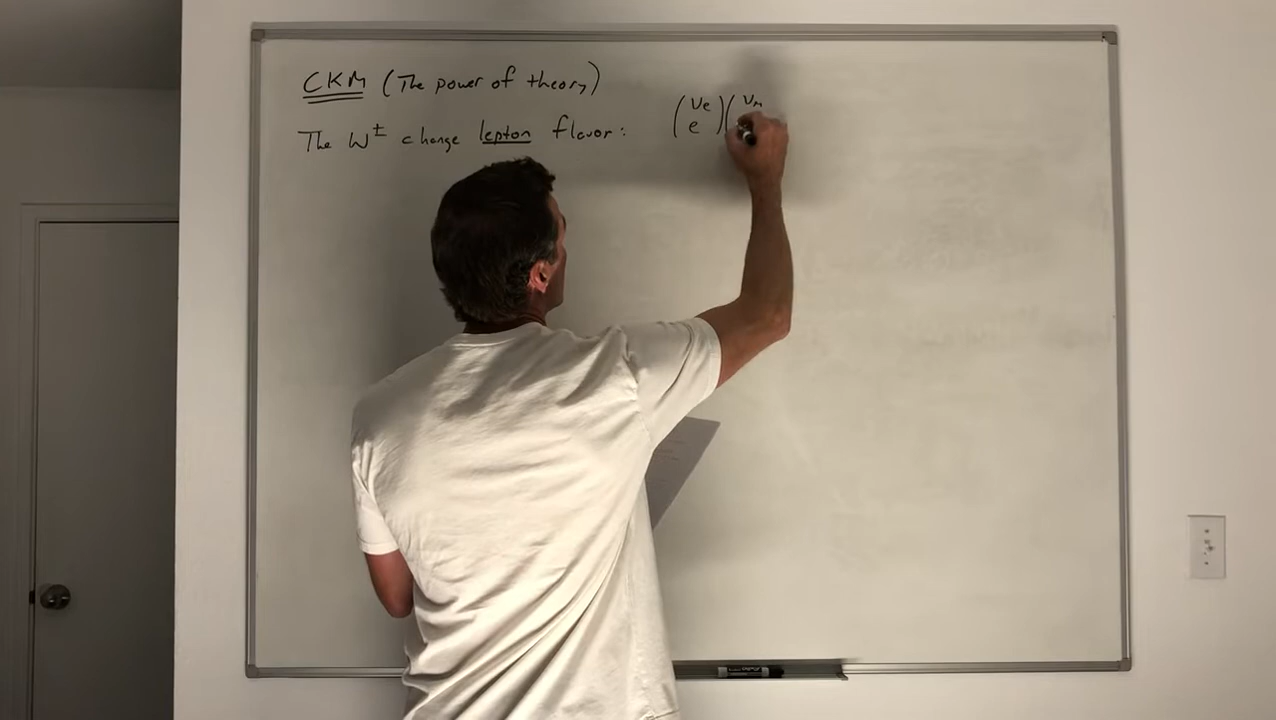 CKM (The power of theory)
The W± change lepton flavor: (νe e) (νμ